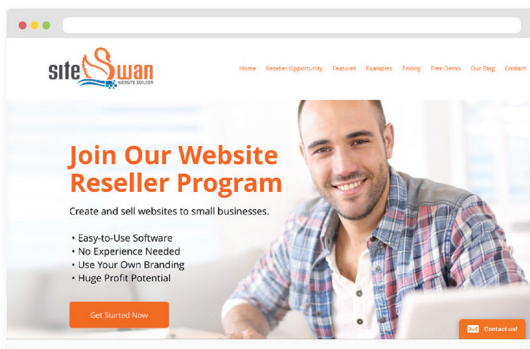 site Swan
WEBSITE BUILDER
Home Reseller Opportunity Features Examples Pricing Free Demo Our Blog Contact
Join Our Website
Reseller Program
Create and sell websites to small businesses.
• Easy-to-Use Software
• No Experience Needed
• Use Your Own Branding
• Huge Profit Potential
Get Started Now
Contact us!